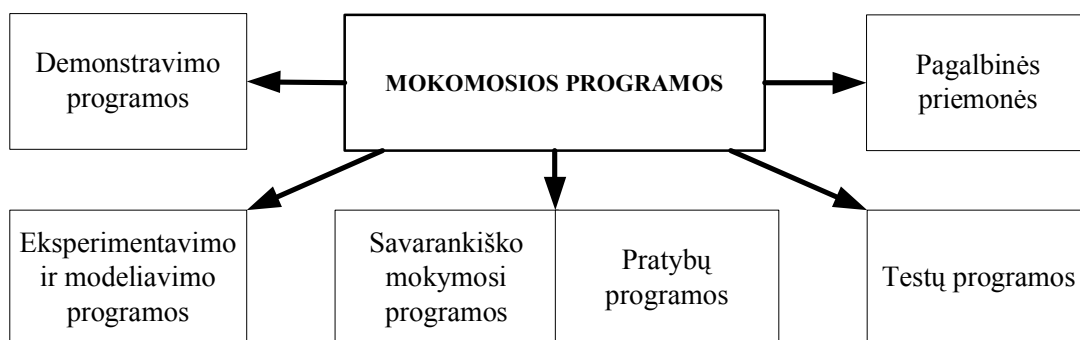 Demonstravimo
programos
MOKOMOSIOS PROGRAMOS
Pagalbinės
priemonės
Eksperimentavimo
ir modeliavimo
programos
Savarankiško
mokymosi
programos
Pratybų
programos
Testų programos